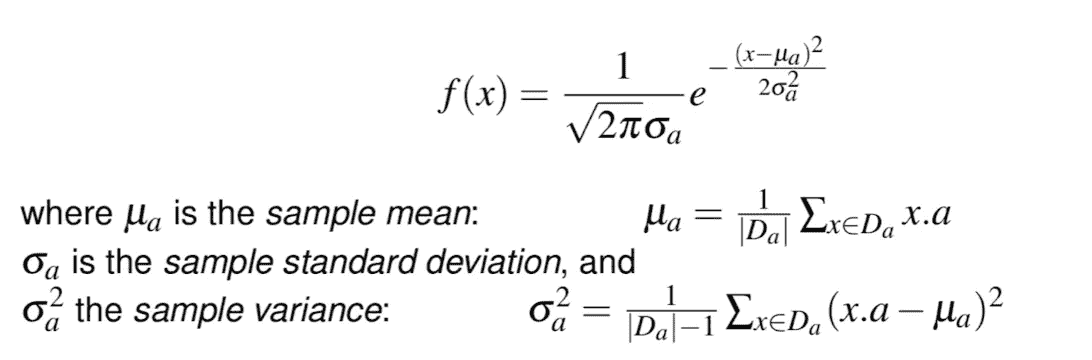 f(x) = \frac{1}{\sqrt{2\pi}\sigma_a} e^{-\frac{(x-\mu_a)^2}{2\sigma_a^2}}
where μ_a is the sample mean: μ_a = \frac{1}{|D_a|} \sum_{x∈D_a} x.a
σ_a is the sample standard deviation, and
σ_a^2 the sample variance: σ_a^2 = \frac{1}{|D_a|-1} \sum_{x∈D_a} (x.a − μ_a)^2